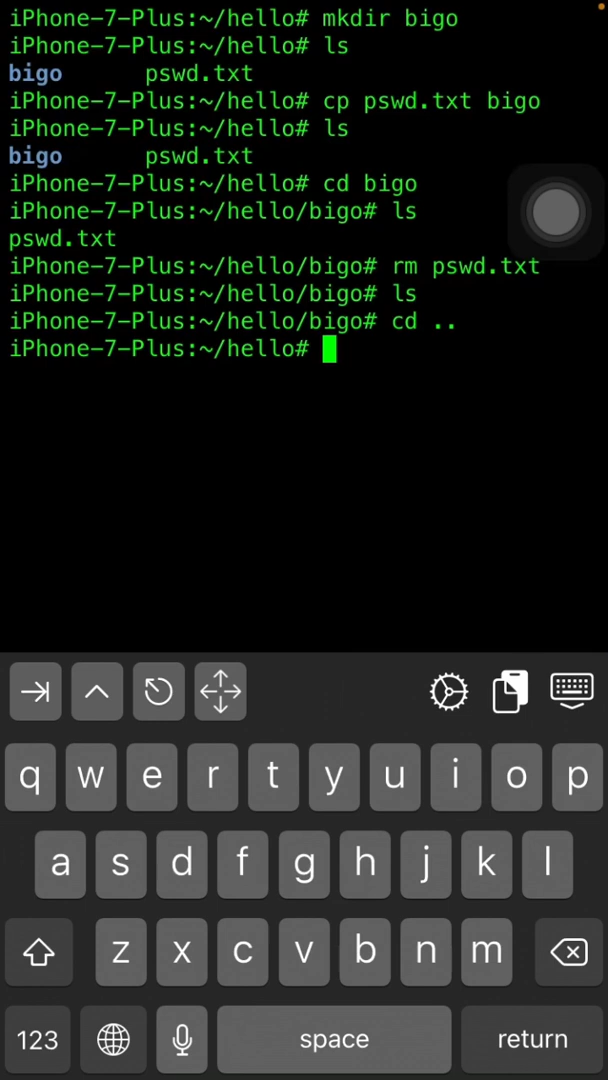 iPhone-7-Plus:~/hello# mkdir bigo
iPhone-7-Plus:~/hello# ls
bigo pswd.txt
iPhone-7-Plus:~/hello# cp pswd.txt bigo
iPhone-7-Plus:~/hello# ls
bigo pswd.txt
iPhone-7-Plus:~/hello# cd bigo
iPhone-7-Plus:~/hello/bigo# ls
pswd.txt
iPhone-7-Plus:~/hello/bigo# rm pswd.txt
iPhone-7-Plus:~/hello/bigo# ls
iPhone-7-Plus:~/hello/bigo# cd ..
iPhone-7-Plus:~/hello#
q w e r t y u i o p
a s d f g h j k l
z x c v b n m
123 space return